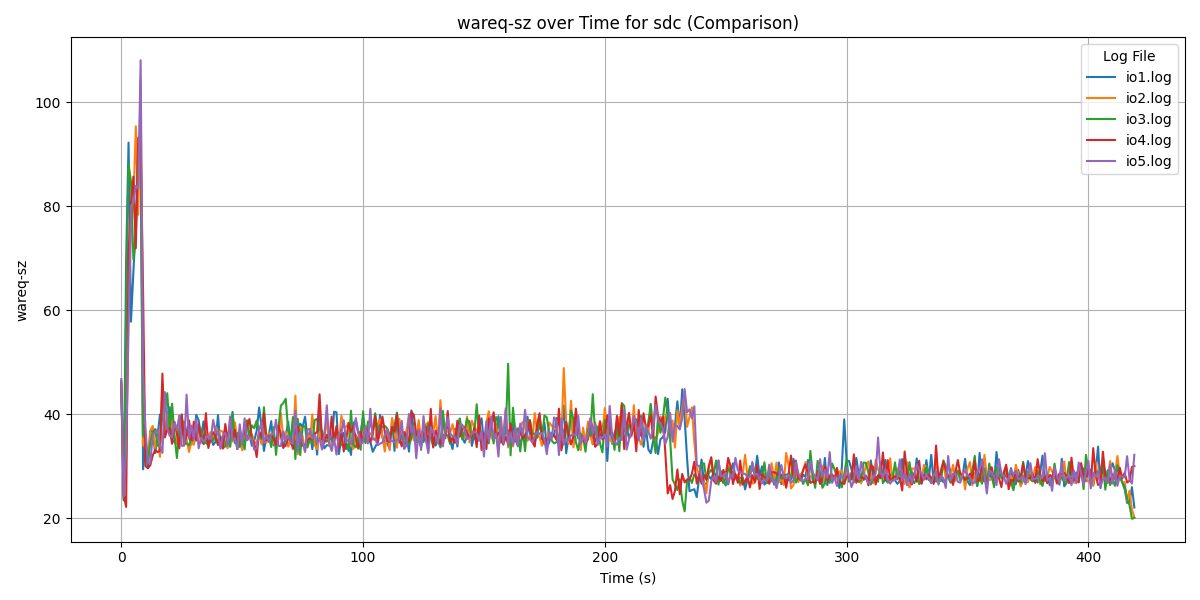 wareq-sz over Time for sdc (Comparison)
Log File
io1.log
io2.log
io3.log
io4.log
io5.log
wareq-sz
100
80
60
40
20
0
100
200
300
400
Time (s)